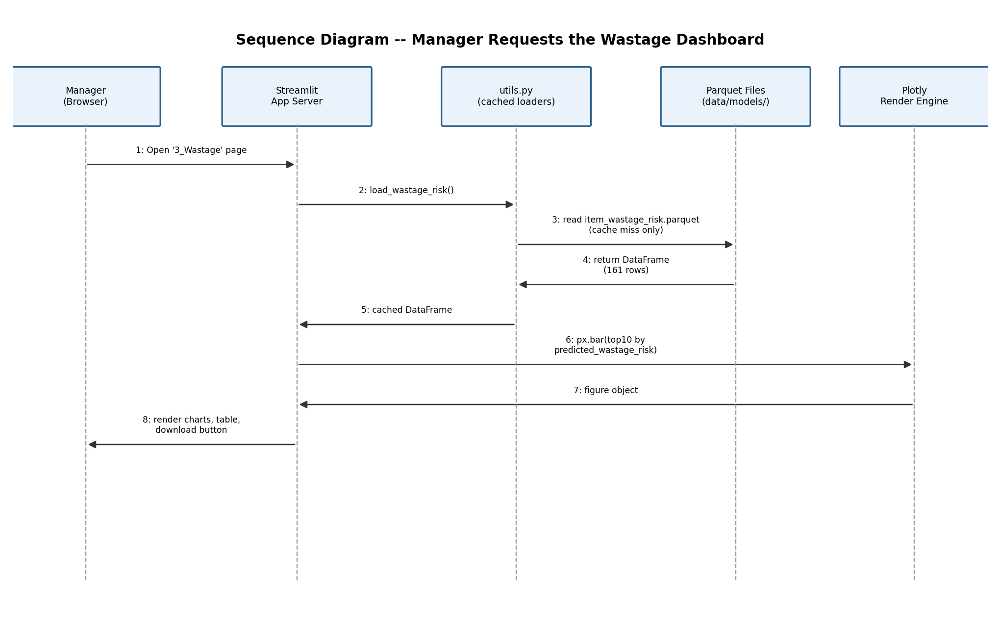 Sequence Diagram -- Manager Requests the Wastage Dashboard
Manager
(Browser)
Streamlit
App Server
utils.py
(cached loaders)
Parquet Files
(data/models/)
Plotly
Render Engine
1: Open '3_Wastage' page
2: load_wastage_risk()
3: read item_wastage_risk.parquet
(cache miss only)
4: return DataFrame
(161 rows)
5: cached DataFrame
6: px.bar(top10 by
predicted_wastage_risk)
7: figure object
8: render charts, table,
download button